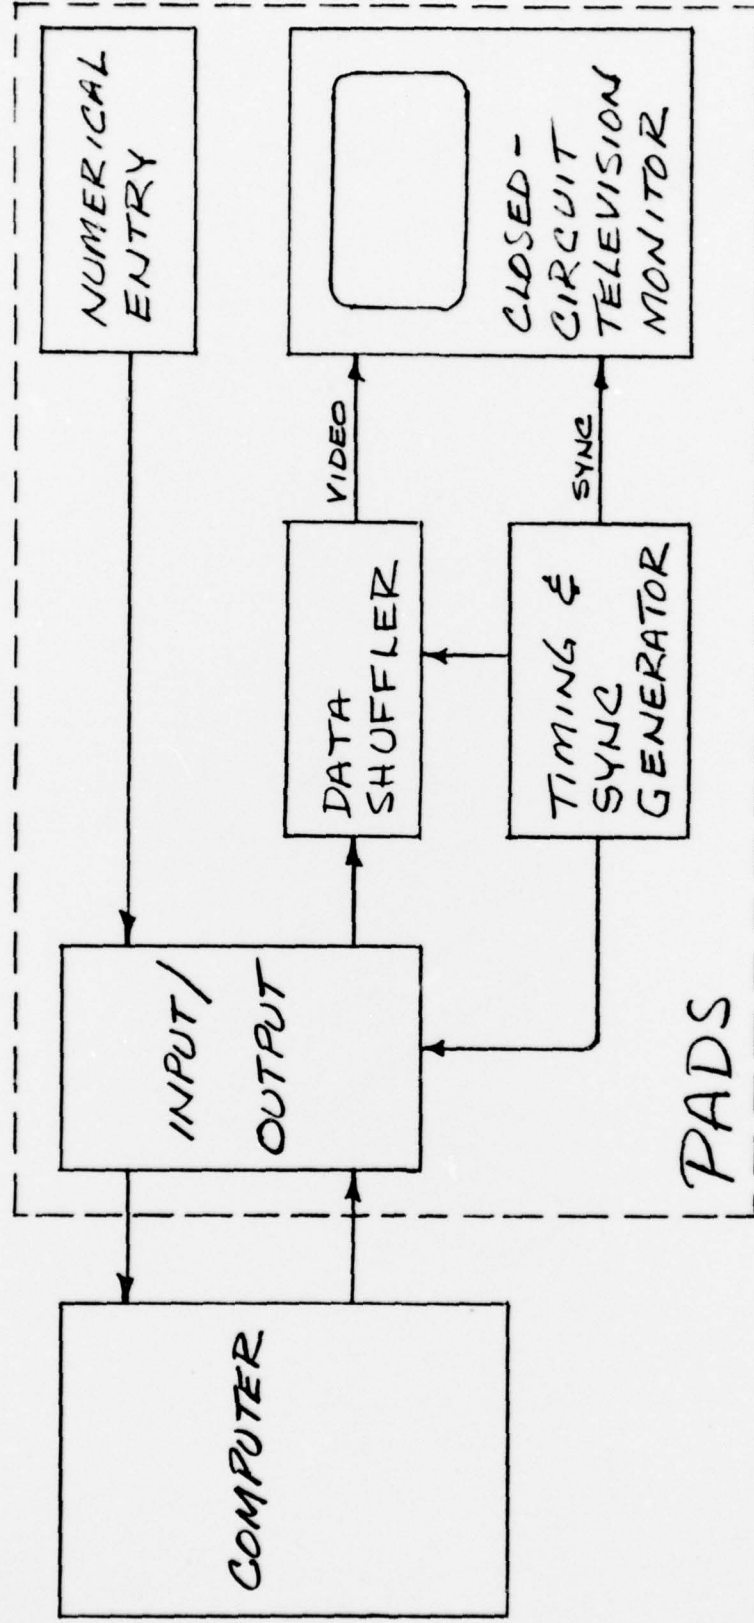 COMPUTER
INPUT/
OUTPUT
NUMERICAL
ENTRY
DATA
SHUFFLER
VIDEO
CLOSED-
CIRCUIT
TELEVISION
MONITOR
TIMING &
SYNC
GENERATOR
SYNC
PADS